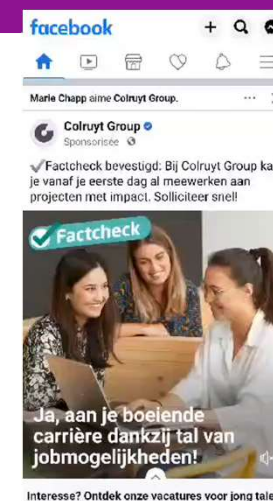 facebook
Marie Chapp aime Colruyt Group.
Colruyt Group
Sponsorisée
Factcheck bevestigd: Bij Colruyt Group ka
je vanaf je eerste dag al meewerken aan
projecten met impact. Solliciteer snel!
Factcheck
Ja, aan je boeiende
carrière dankzij tal van
jobmogelijkheden!
Interesse? Ontdek onze vacatures voor jong tale